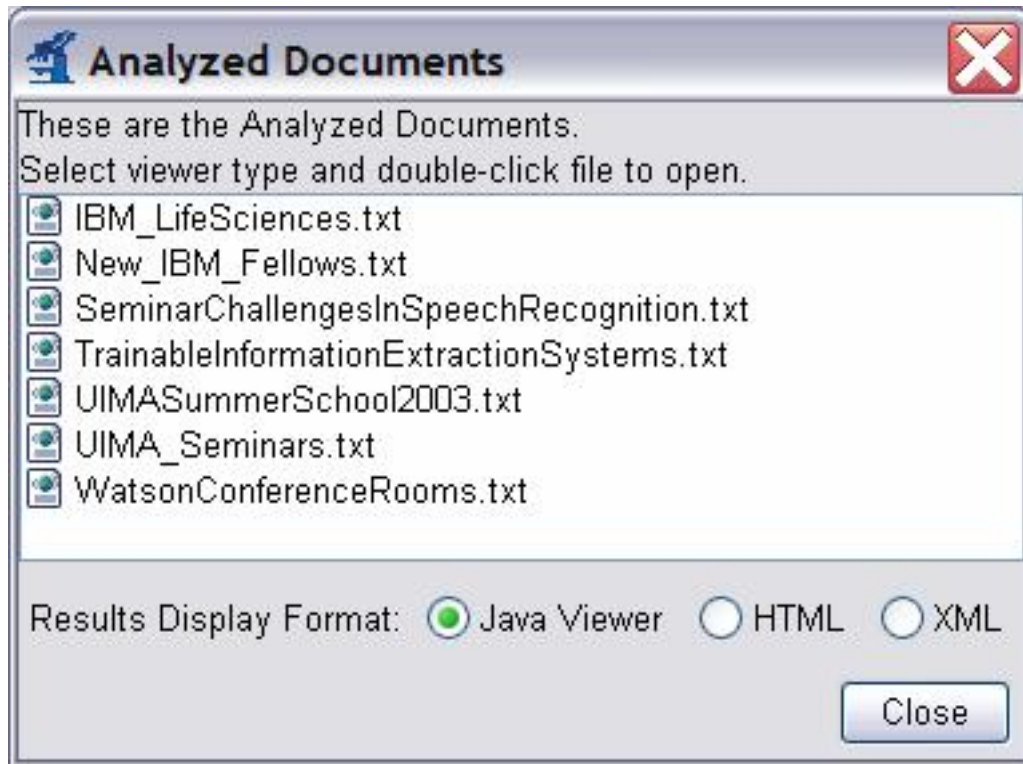 Analyzed Documents
These are the Analyzed Documents.
Select viewer type and double-click file to open.
IBM_LifeSciences.txt
New_IBM_Fellows.txt
SeminarChallengesInSpeechRecognition.txt
TrainableInformationExtractionSystems.txt
UIMASummerSchool2003.txt
UIMA_Seminars.txt
WatsonConferenceRooms.txt
Results Display Format: Java Viewer HTML XML
Close